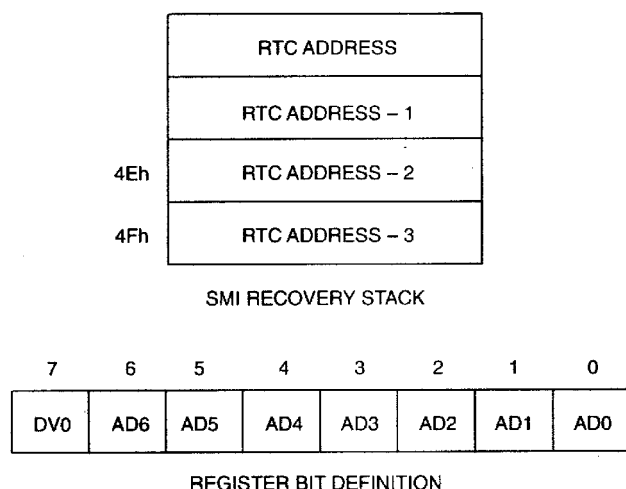 RTC ADDRESS
RTC ADDRESS – 1
4Eh RTC ADDRESS – 2
4Fh RTC ADDRESS – 3
SMI RECOVERY STACK
7 6 5 4 3 2 1 0
DV0 AD6 AD5 AD4 AD3 AD2 AD1 AD0
REGISTER BIT DEFINITION